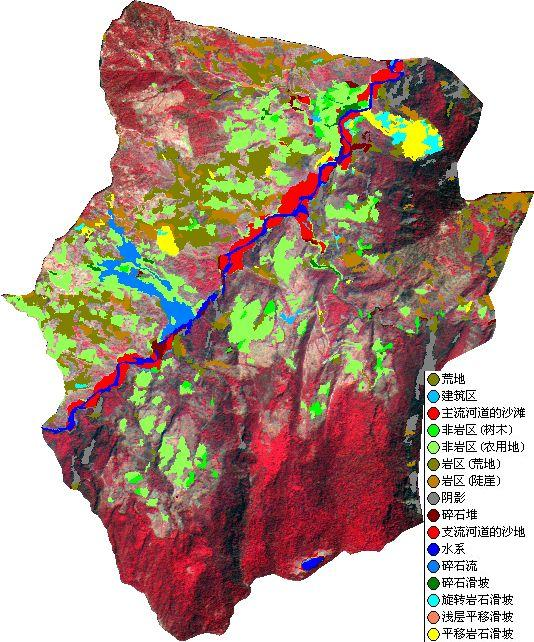 荒地
建筑区
主流河道的沙滩
非岩区(树木)
非岩区(农用地)
岩区(荒地)
岩区(陡崖)
阴影
碎石堆
支流河道的沙地
水系
碎石流
碎石滑坡
旋转岩石滑坡
浅层平移滑坡
平移岩石滑坡